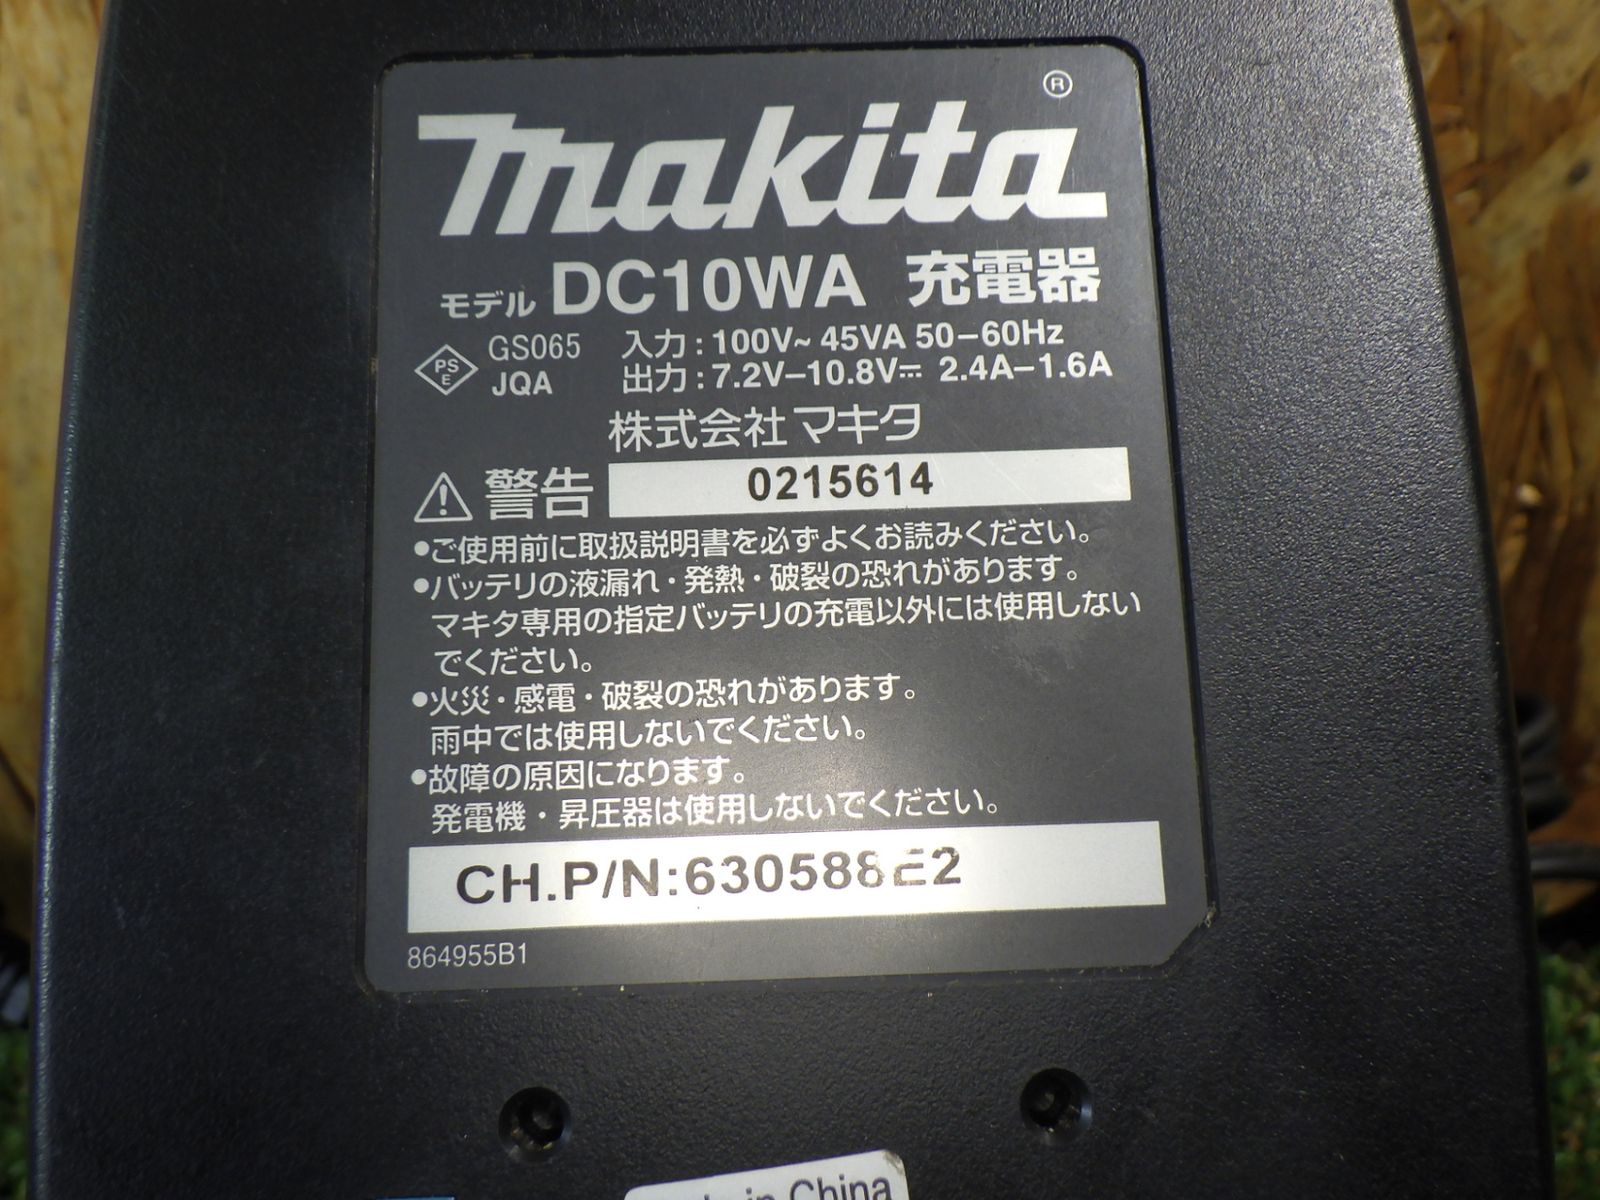 makita®
モデル DC10WA 充電器
PS
E
GS065
JQA
入力：100V~ 45VA 50–60Hz
出力：7.2V–10.8V⎓ 2.4A–1.6A
株式会社マキタ
警告 0215614
●ご使用前に取扱説明書を必ずよくお読みください。
●バッテリの液漏れ・発熱・破裂の恐れがあります。
マキタ専用の指定バッテリの充電以外には使用しない
でください。
●火災・感電・破裂の恐れがあります。
雨中では使用しないでください。
●故障の原因になります。
発電機・昇圧器は使用しないでください。
CH.P/N:630588E2
864955B1
in China